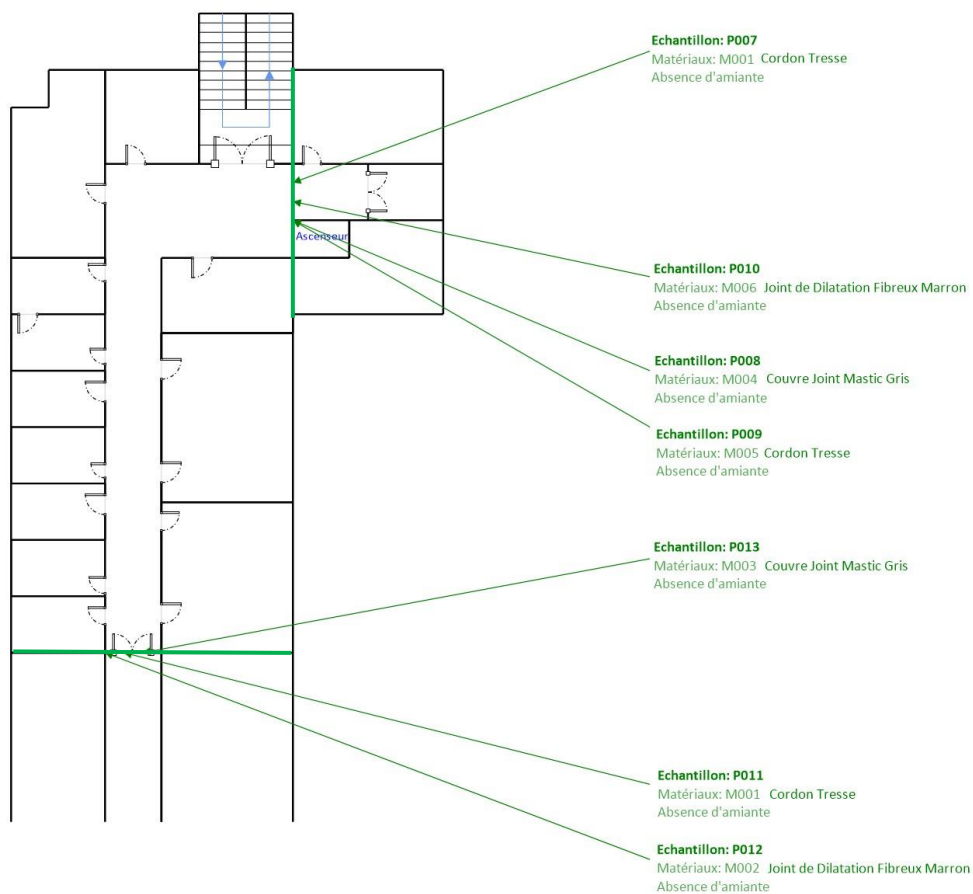 Echantillon: P007
Matériaux: M001 Cordon Tresse
Absence d'amiante
Ascenseur
Echantillon: P010
Matériaux: M006 Joint de Dilatation Fibreux Marron
Absence d'amiante
Echantillon: P008
Matériaux: M004 Couvre Joint Mastic Gris
Absence d'amiante
Echantillon: P009
Matériaux: M005 Cordon Tresse
Absence d'amiante
Echantillon: P013
Matériaux: M003 Couvre Joint Mastic Gris
Absence d'amiante
Echantillon: P011
Matériaux: M001 Cordon Tresse
Absence d'amiante
Echantillon: P012
Matériaux: M002 Joint de Dilatation Fibreux Marron
Absence d'amiante